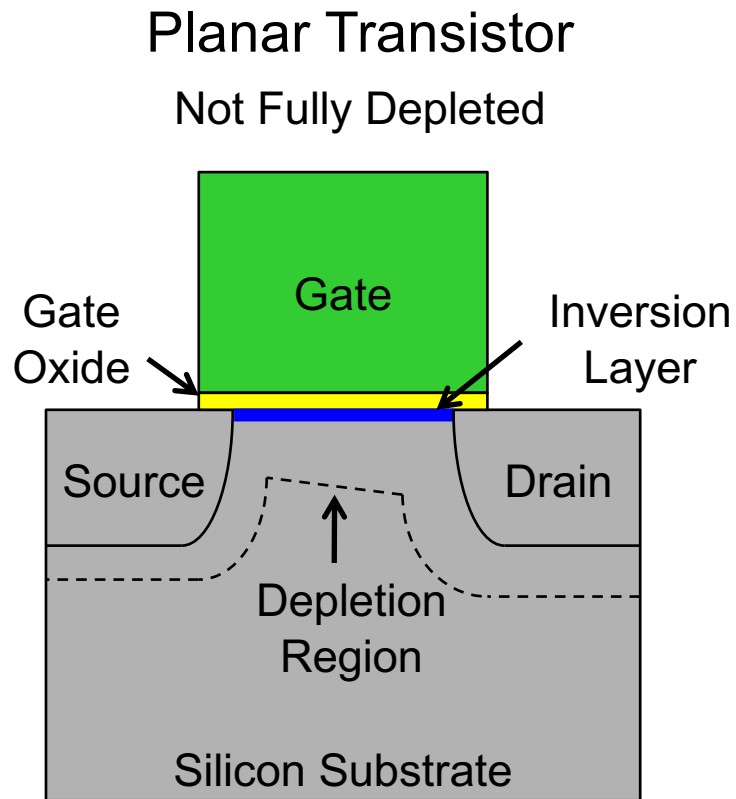 Planar Transistor
Not Fully Depleted
Gate
Gate
Oxide
Inversion
Layer
Source
Drain
Depletion
Region
Silicon Substrate